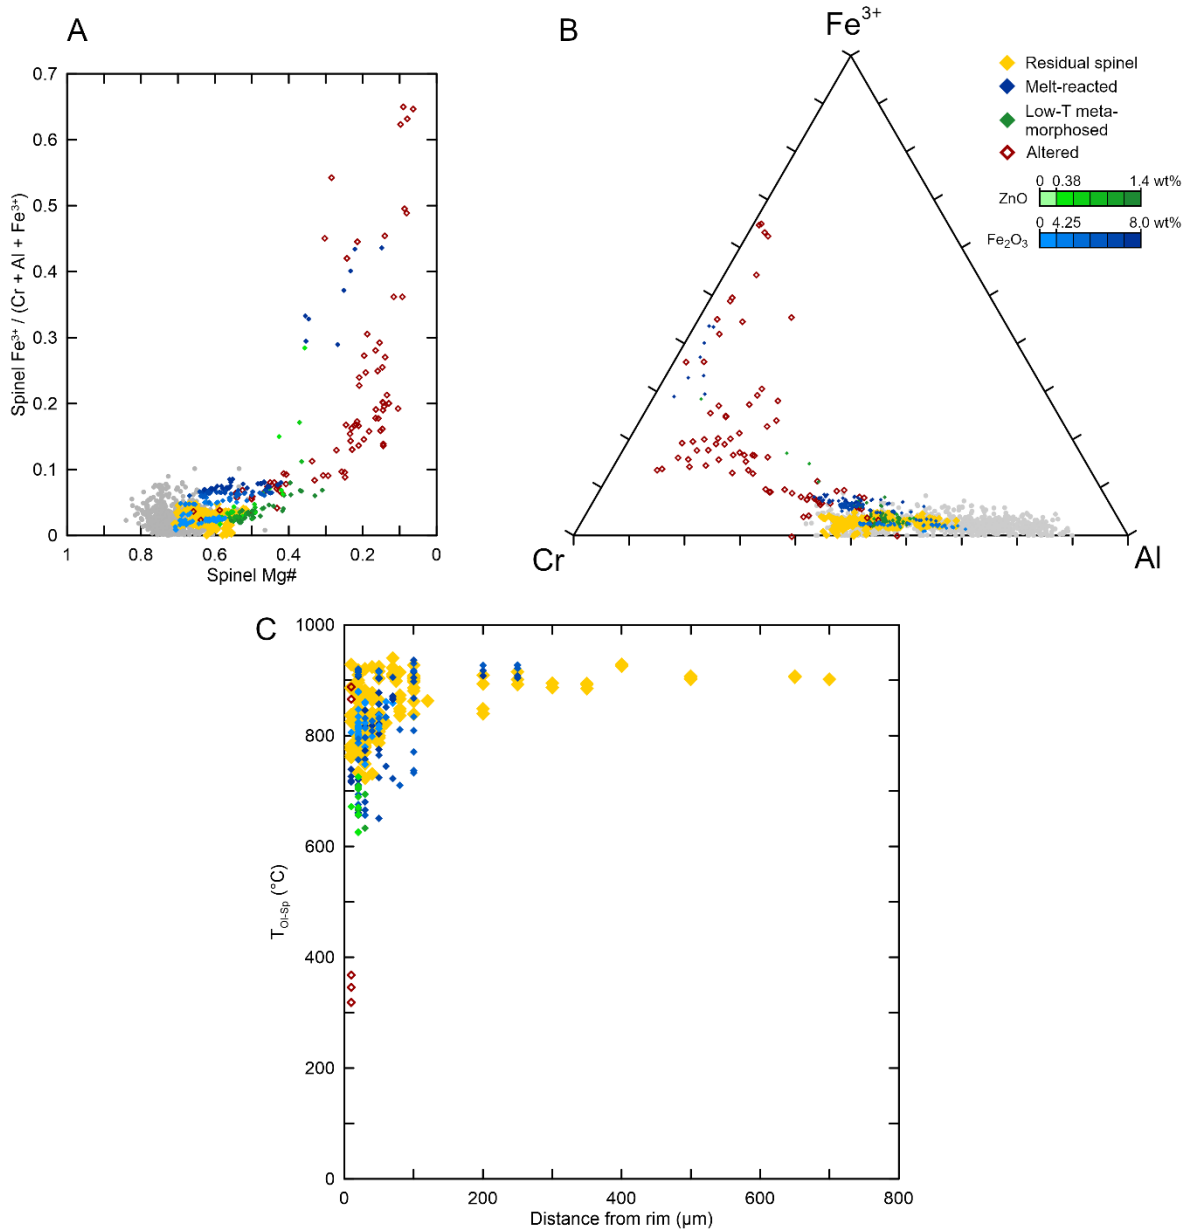 A
B
Fe³⁺
0.7
0.6
0.5
0.4
0.3
0.2
0.1
0
Spinel Fe³⁺ / (Cr + Al + Fe³⁺)
1
0.8
0.6
0.4
0.2
0
Spinel Mg#
Residual spinel
Melt-reacted
Low-T meta-
morphosed
Altered
0 0.38 1.4 wt%
ZnO
0 4.25 8.0 wt%
Fe₂O₃
Cr
Al
C
1000
800
600
400
200
0
T_Ol-sp (°C)
0
200
400
600
800
Distance from rim (µm)